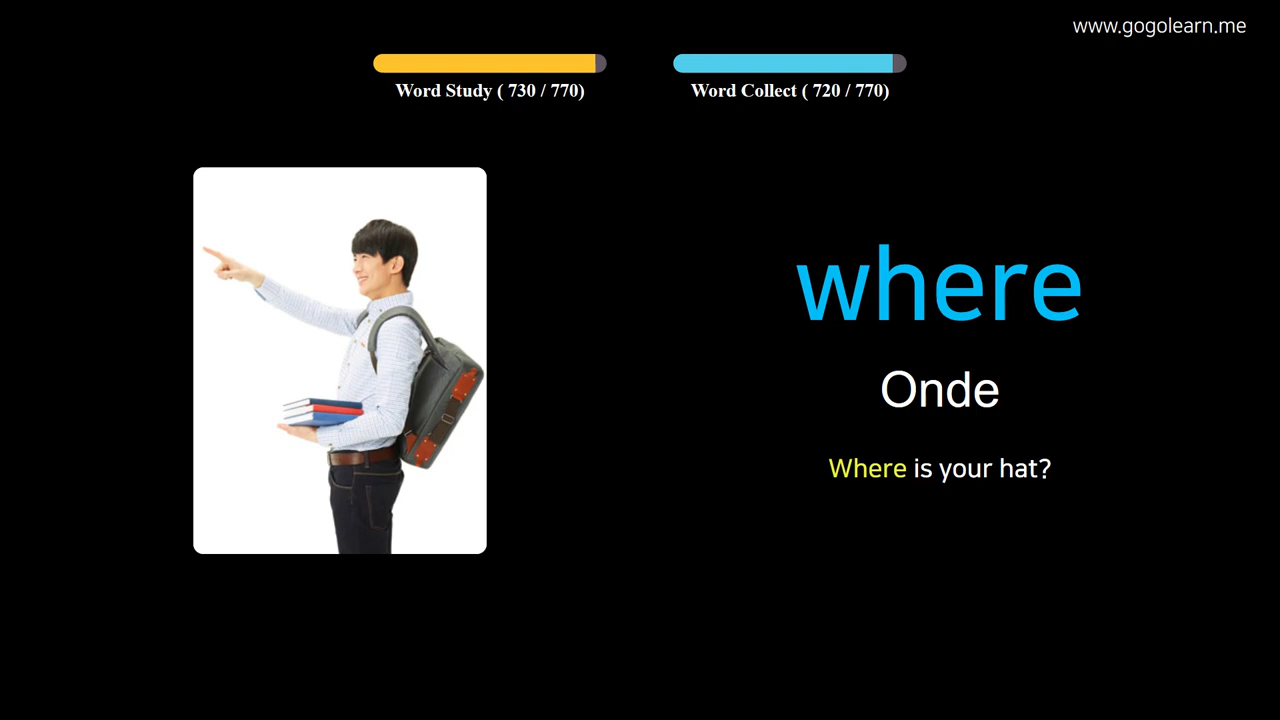 www.gogolearn.me
Word Study ( 730 / 770)
Word Collect ( 720 / 770)
where
Onde
Where is your hat?